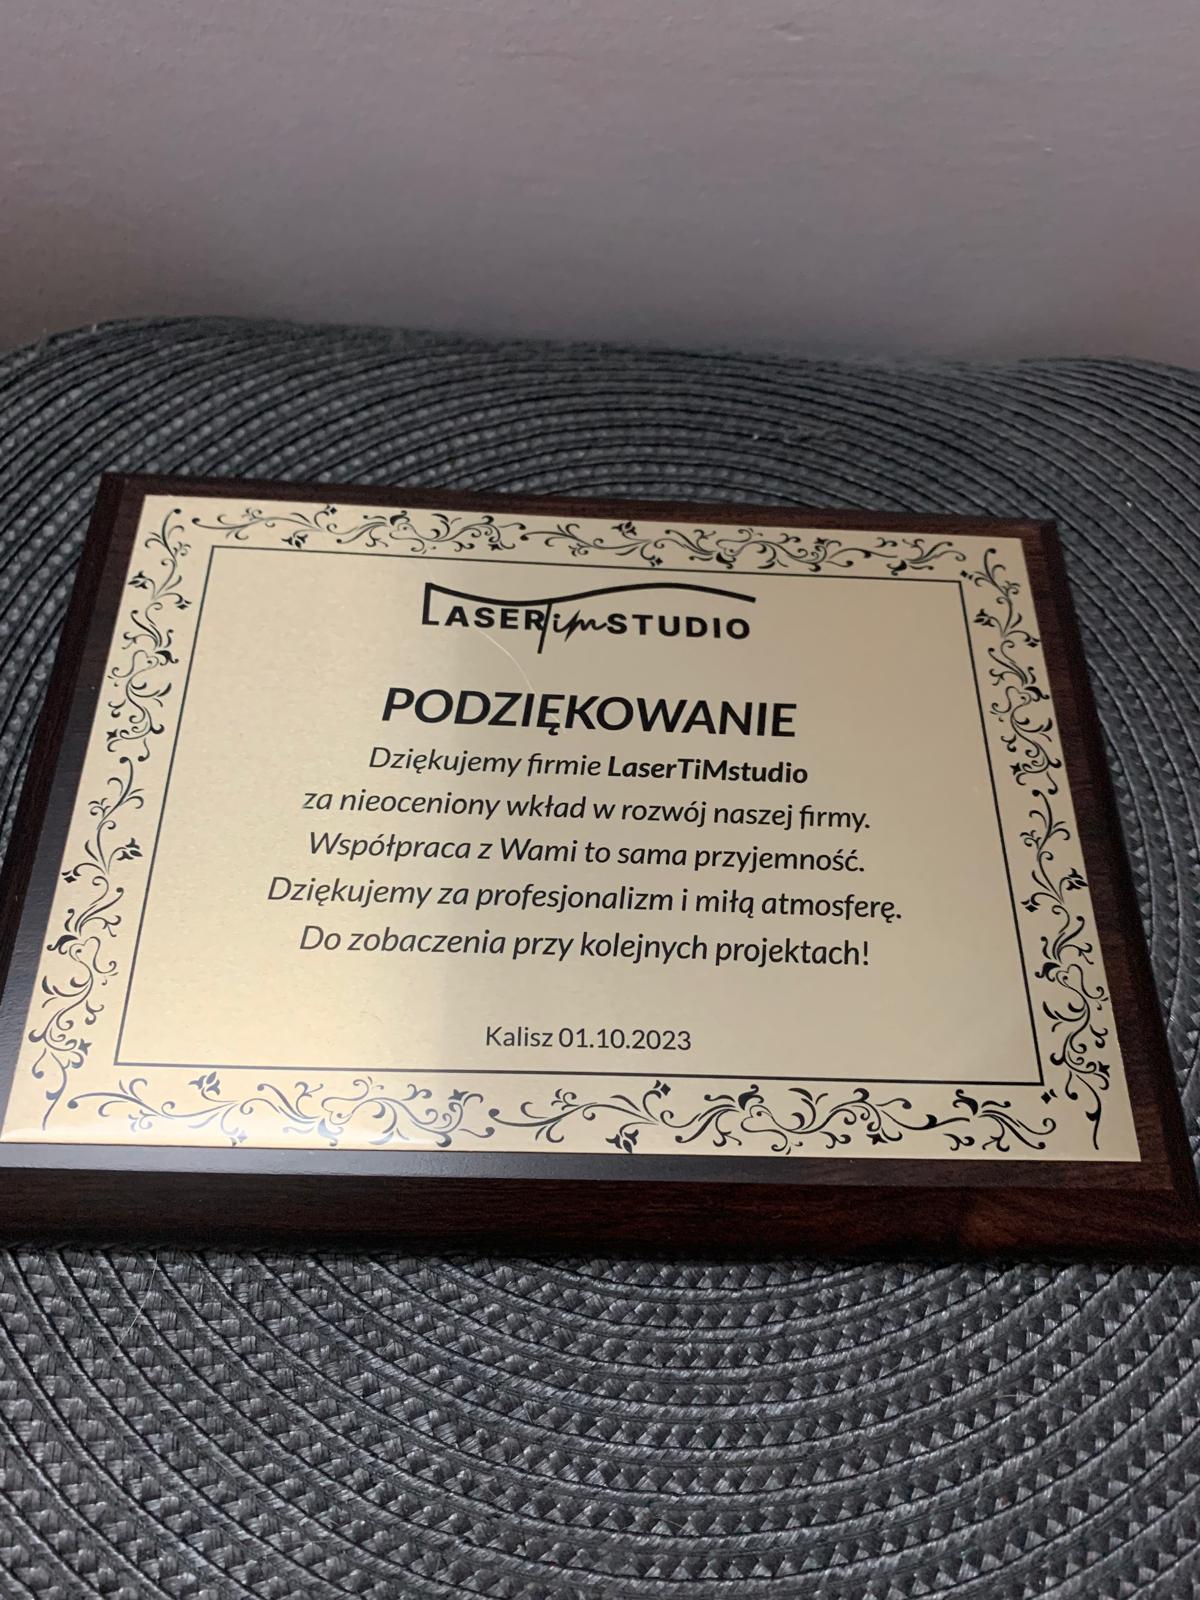 LASERTimSTUDIO
PODZIĘKOWANIE
Dziękujemy firmie LaserTiMstudio
za nieoceniony wkład w rozwój naszej firmy.
Współpraca z Wami to sama przyjemność.
Dziękujemy za profesjonalizm i miłą atmosferę.
Do zobaczenia przy kolejnych projektach!
Kalisz 01.10.2023